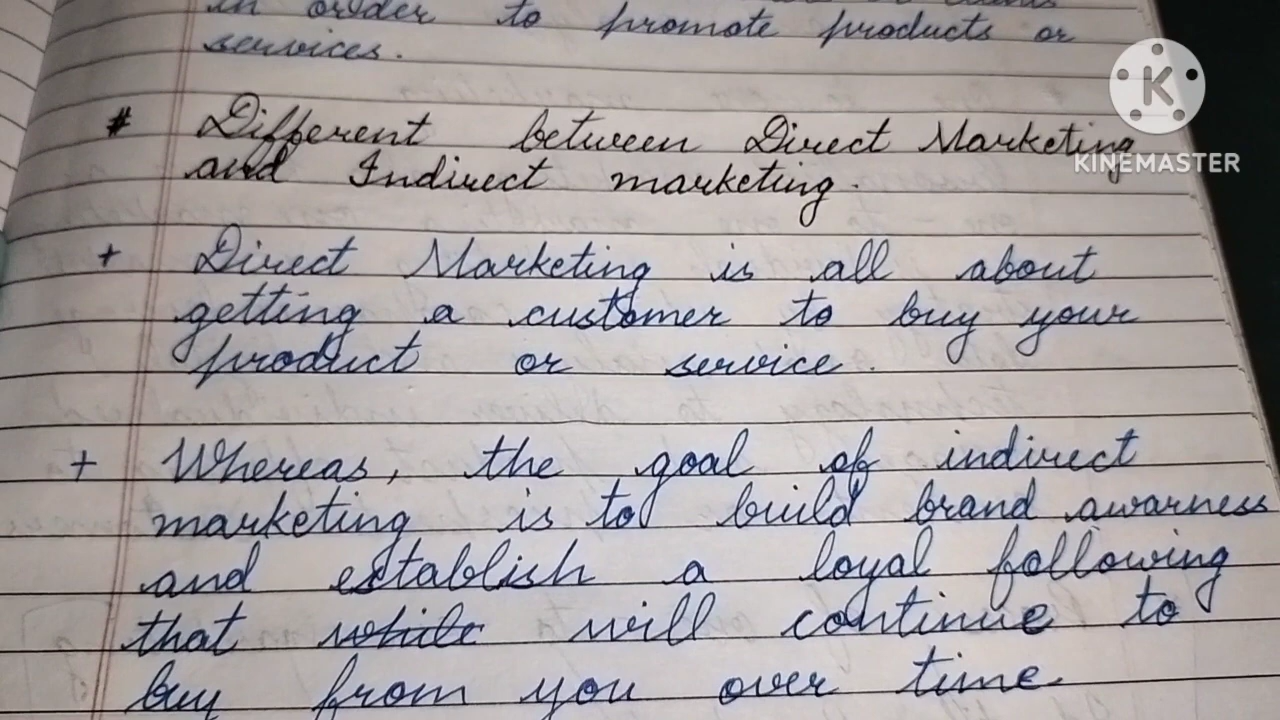 in order to promote products or
services.
# Different between Direct Marketing
and Indirect marketing.
+ Direct Marketing is all about
getting a customer to buy your
product or service.
+ Whereas, the goal of indirect
marketing is to build brand awarness
and establish a loyal following
that while will continue to
buy from you over time
K
KINEMASTER